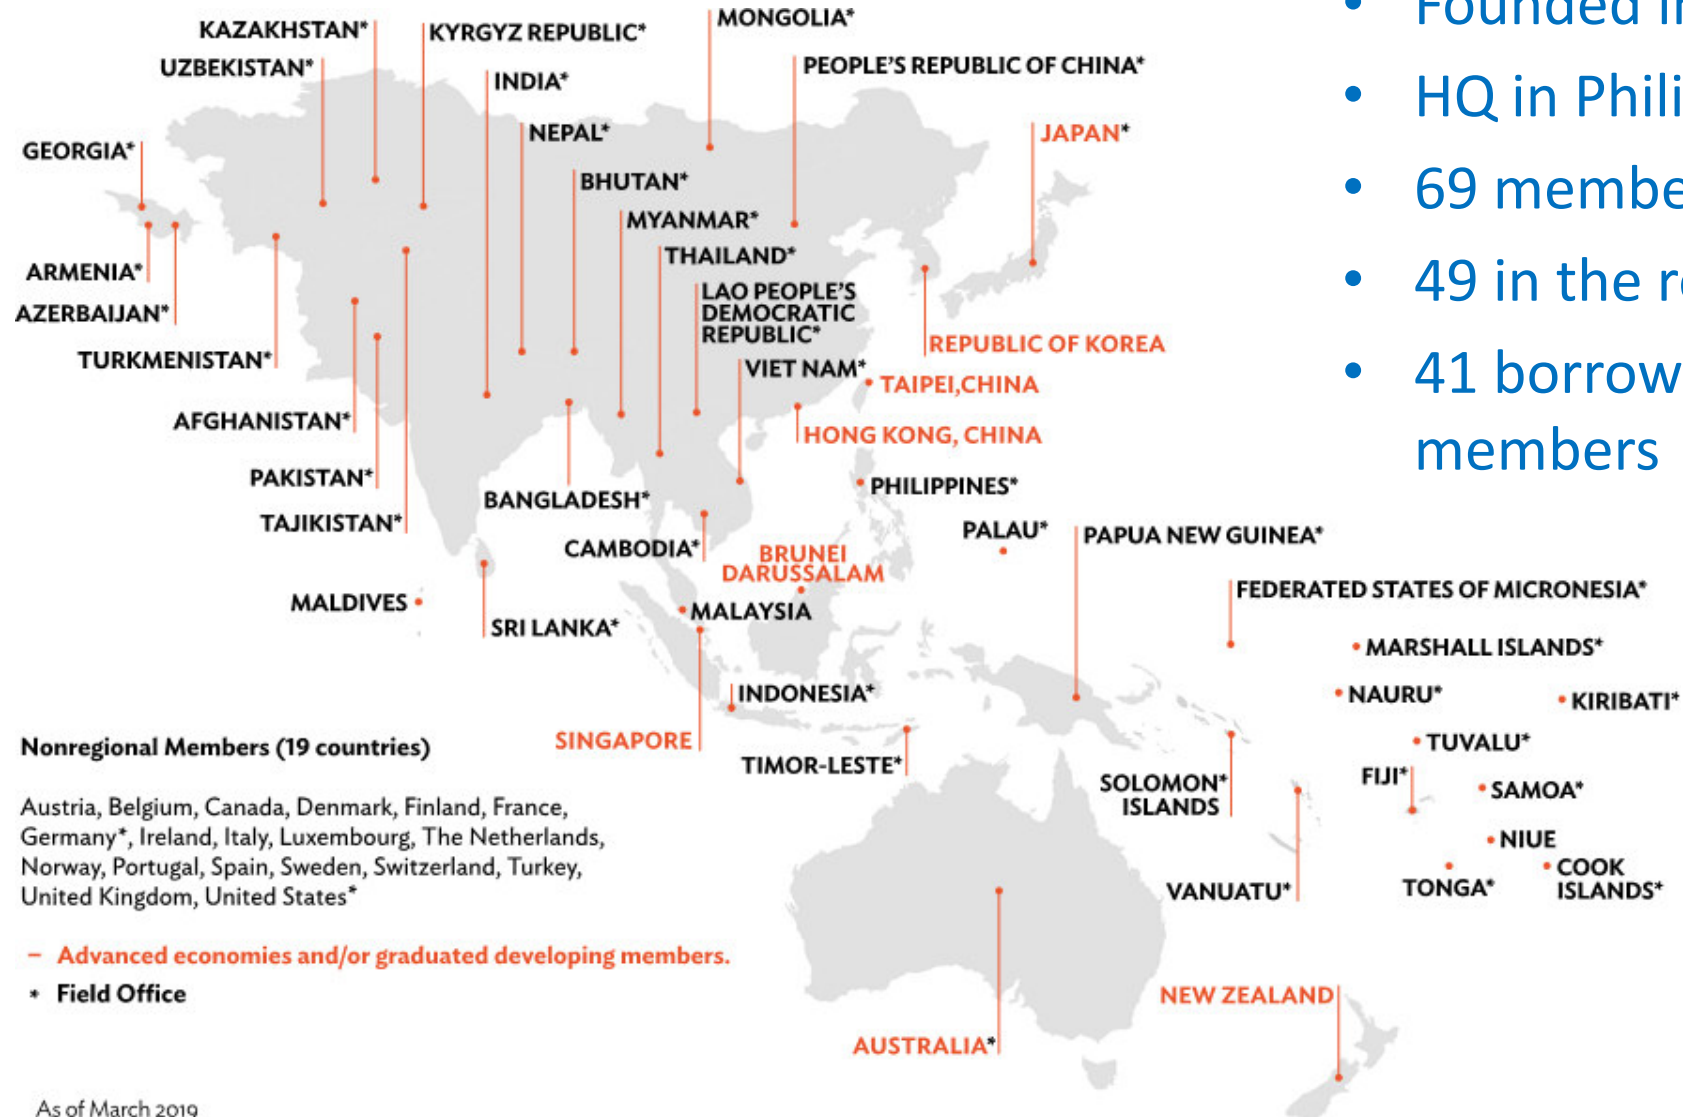 KAZAKHSTAN*
KYRGYZ REPUBLIC*
MONGOLIA*
UZBEKISTAN*
INDIA*
PEOPLE'S REPUBLIC OF CHINA*
NEPAL*
JAPAN*
GEORGIA*
BHUTAN*
MYANMAR*
THAILAND*
ARMENIA*
LAO PEOPLE'S
DEMOCRATIC
REPUBLIC*
AZERBAIJAN*
REPUBLIC OF KOREA
TURKMENISTAN*
VIET NAM*
TAIPEI,CHINA
AFGHANISTAN*
HONG KONG, CHINA
PAKISTAN*
BANGLADESH*
PHILIPPINES*
TAJIKISTAN*
PALAU*
PAPUA NEW GUINEA*
CAMBODIA*
BRUNEI
DARUSSALAM
FEDERATED STATES OF MICRONESIA*
MALDIVES
MALAYSIA
SRI LANKA*
MARSHALL ISLANDS*
INDONESIA*
NAURU*
KIRIBATI*
SINGAPORE
TUVALU*
TIMOR-LESTE*
SOLOMON*
ISLANDS
FIJI*
SAMOA*
NIUE
VANUATU*
TONGA*
COOK
ISLANDS*
NEW ZEALAND
AUSTRALIA*
Nonregional Members (19 countries)
Austria, Belgium, Canada, Denmark, Finland, France,
Germany*, Ireland, Italy, Luxembourg, The Netherlands,
Norway, Portugal, Spain, Sweden, Switzerland, Turkey,
United Kingdom, United States*
– Advanced economies and/or graduated developing members.
* Field Office
As of March 2019
• Founded
• HQ in
• 69
• 49 in the
• 41
members